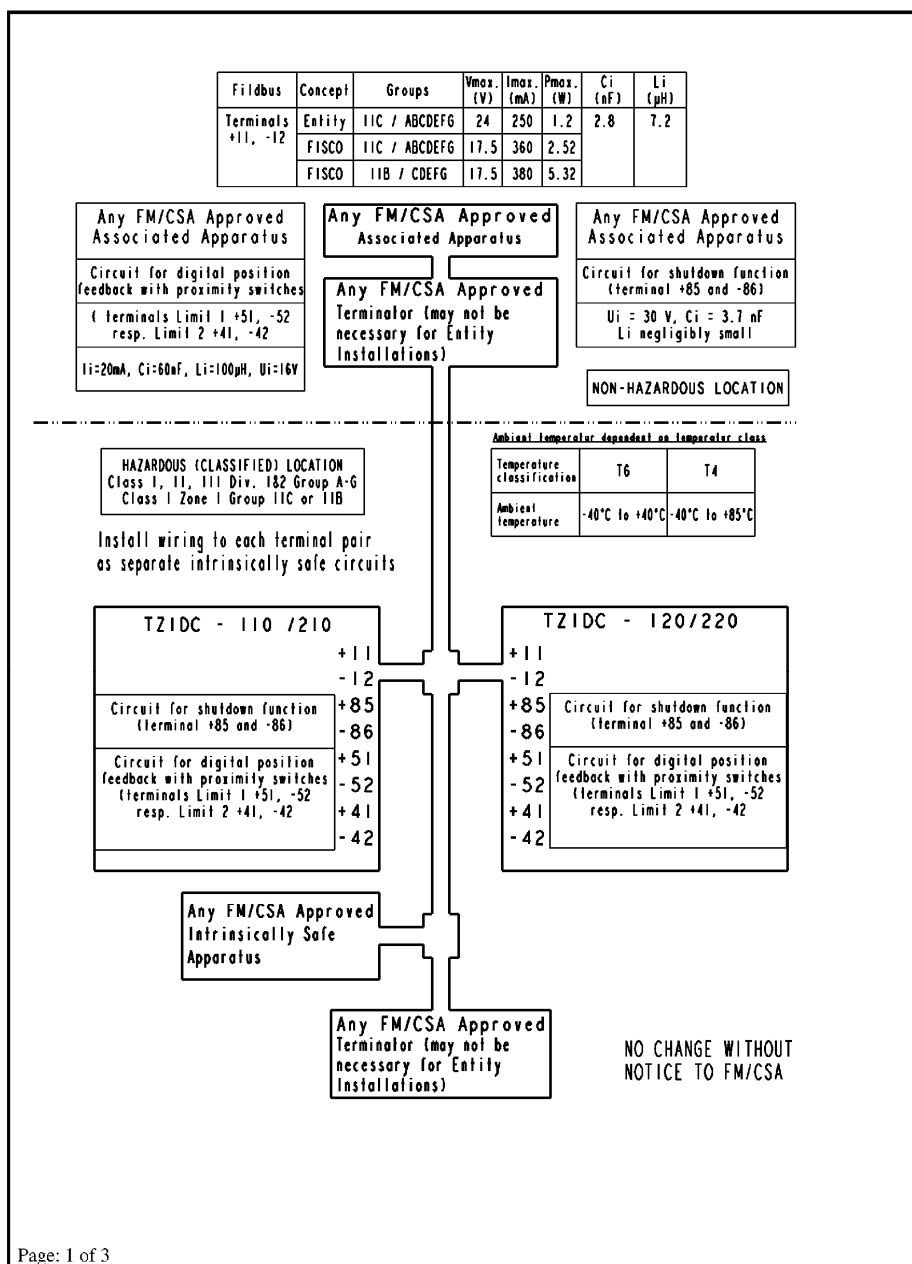 Fildbus Concept Groups Vmax. (V) Imax. (mA) Pmax. (W) Ci (nF) Li (µH)
Terminals +11, -12 Entity IIC / ABCDEFG 24 250 1.2 2.8 7.2
FISCO IIC / ABCDEFG 17.5 360 2.52
FISCO IIB / CDEFG 17.5 380 5.32
Any FM/CSA Approved
Associated Apparatus
Circuit for digital position
feedback with proximity switches
( terminals Limit 1 +51, -52
resp. Limit 2 +41, -42
Ii=20mA, Ci=60nF, Li=100µH, Ui=16V
Any FM/CSA Approved
Associated Apparatus
Any FM/CSA Approved
Terminator (may not be
necessary for Entity
Installations)
Any FM/CSA Approved
Associated Apparatus
Circuit for shutdown function
(terminal +85 and -86)
Ui = 30 V, Ci = 3.7 nF
Li negligibly small
NON-HAZARDOUS LOCATION
HAZARDOUS (CLASSIFIED) LOCATION
Class I, II, III Div. 1&2 Group A-G
Class I Zone 1 Group IIC or IIB
Install wiring to each terminal pair
as separate intrinsically safe circuits
Ambient temperatur dependent on temperatur class
Temperature
classification T6 T4
Ambient
temperature -40°C to +40°C -40°C to +85°C
TZIDC - 110 /210
+11
-12
+85
-86
+51
-52
+41
-42
Circuit for shutdown function
(terminal +85 and -86)
Circuit for digital position
feedback with proximity switches
(terminals Limit 1 +51, -52
resp. Limit 2 +41, -42
TZIDC - 120/220
+11
-12
+85
-86
+51
-52
+41
-42
Circuit for shutdown function
(terminal +85 and -86)
Circuit for digital position
feedback with proximity switches
(terminals Limit 1 +51, -52
resp. Limit 2 +41, -42
Any FM/CSA Approved
Intrinsically Safe
Apparatus
Any FM/CSA Approved
Terminator (may not be
necessary for Entity
Installations)
NO CHANGE WITHOUT
NOTICE TO FM/CSA
Page: 1 of 3